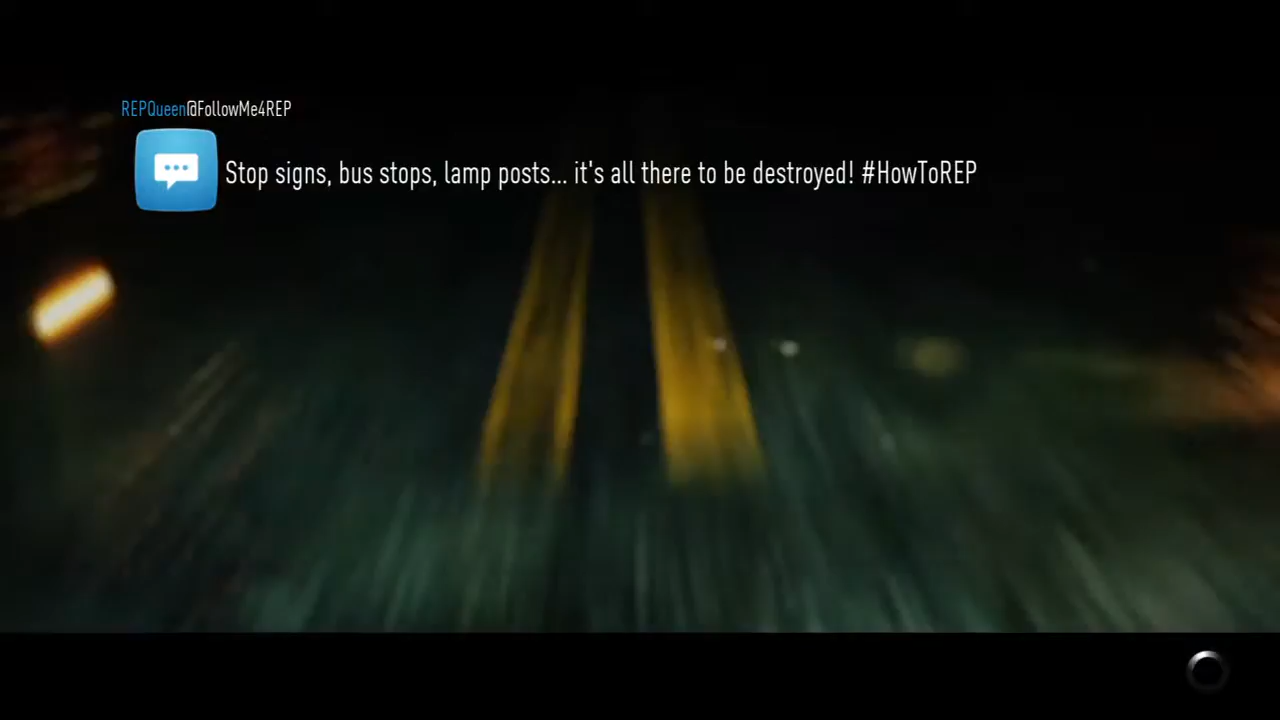 REPQueen@FollowMe4REP
Stop signs, bus stops, lamp posts... it's all there to be destroyed! #HowToREP